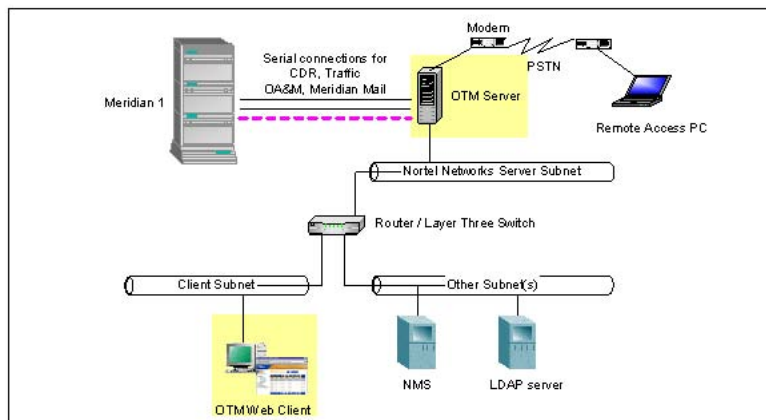 Modem
Serial connections for
CDR, Traffic
OA&M, Meridian Mail
PSTN
Meridian 1
OTM Server
Remote Access PC
Nortel Networks Server Subnet
Router / Layer Three Switch
Client Subnet
Other Subnet(s)
NMS
LDAP server
OTM Web Client